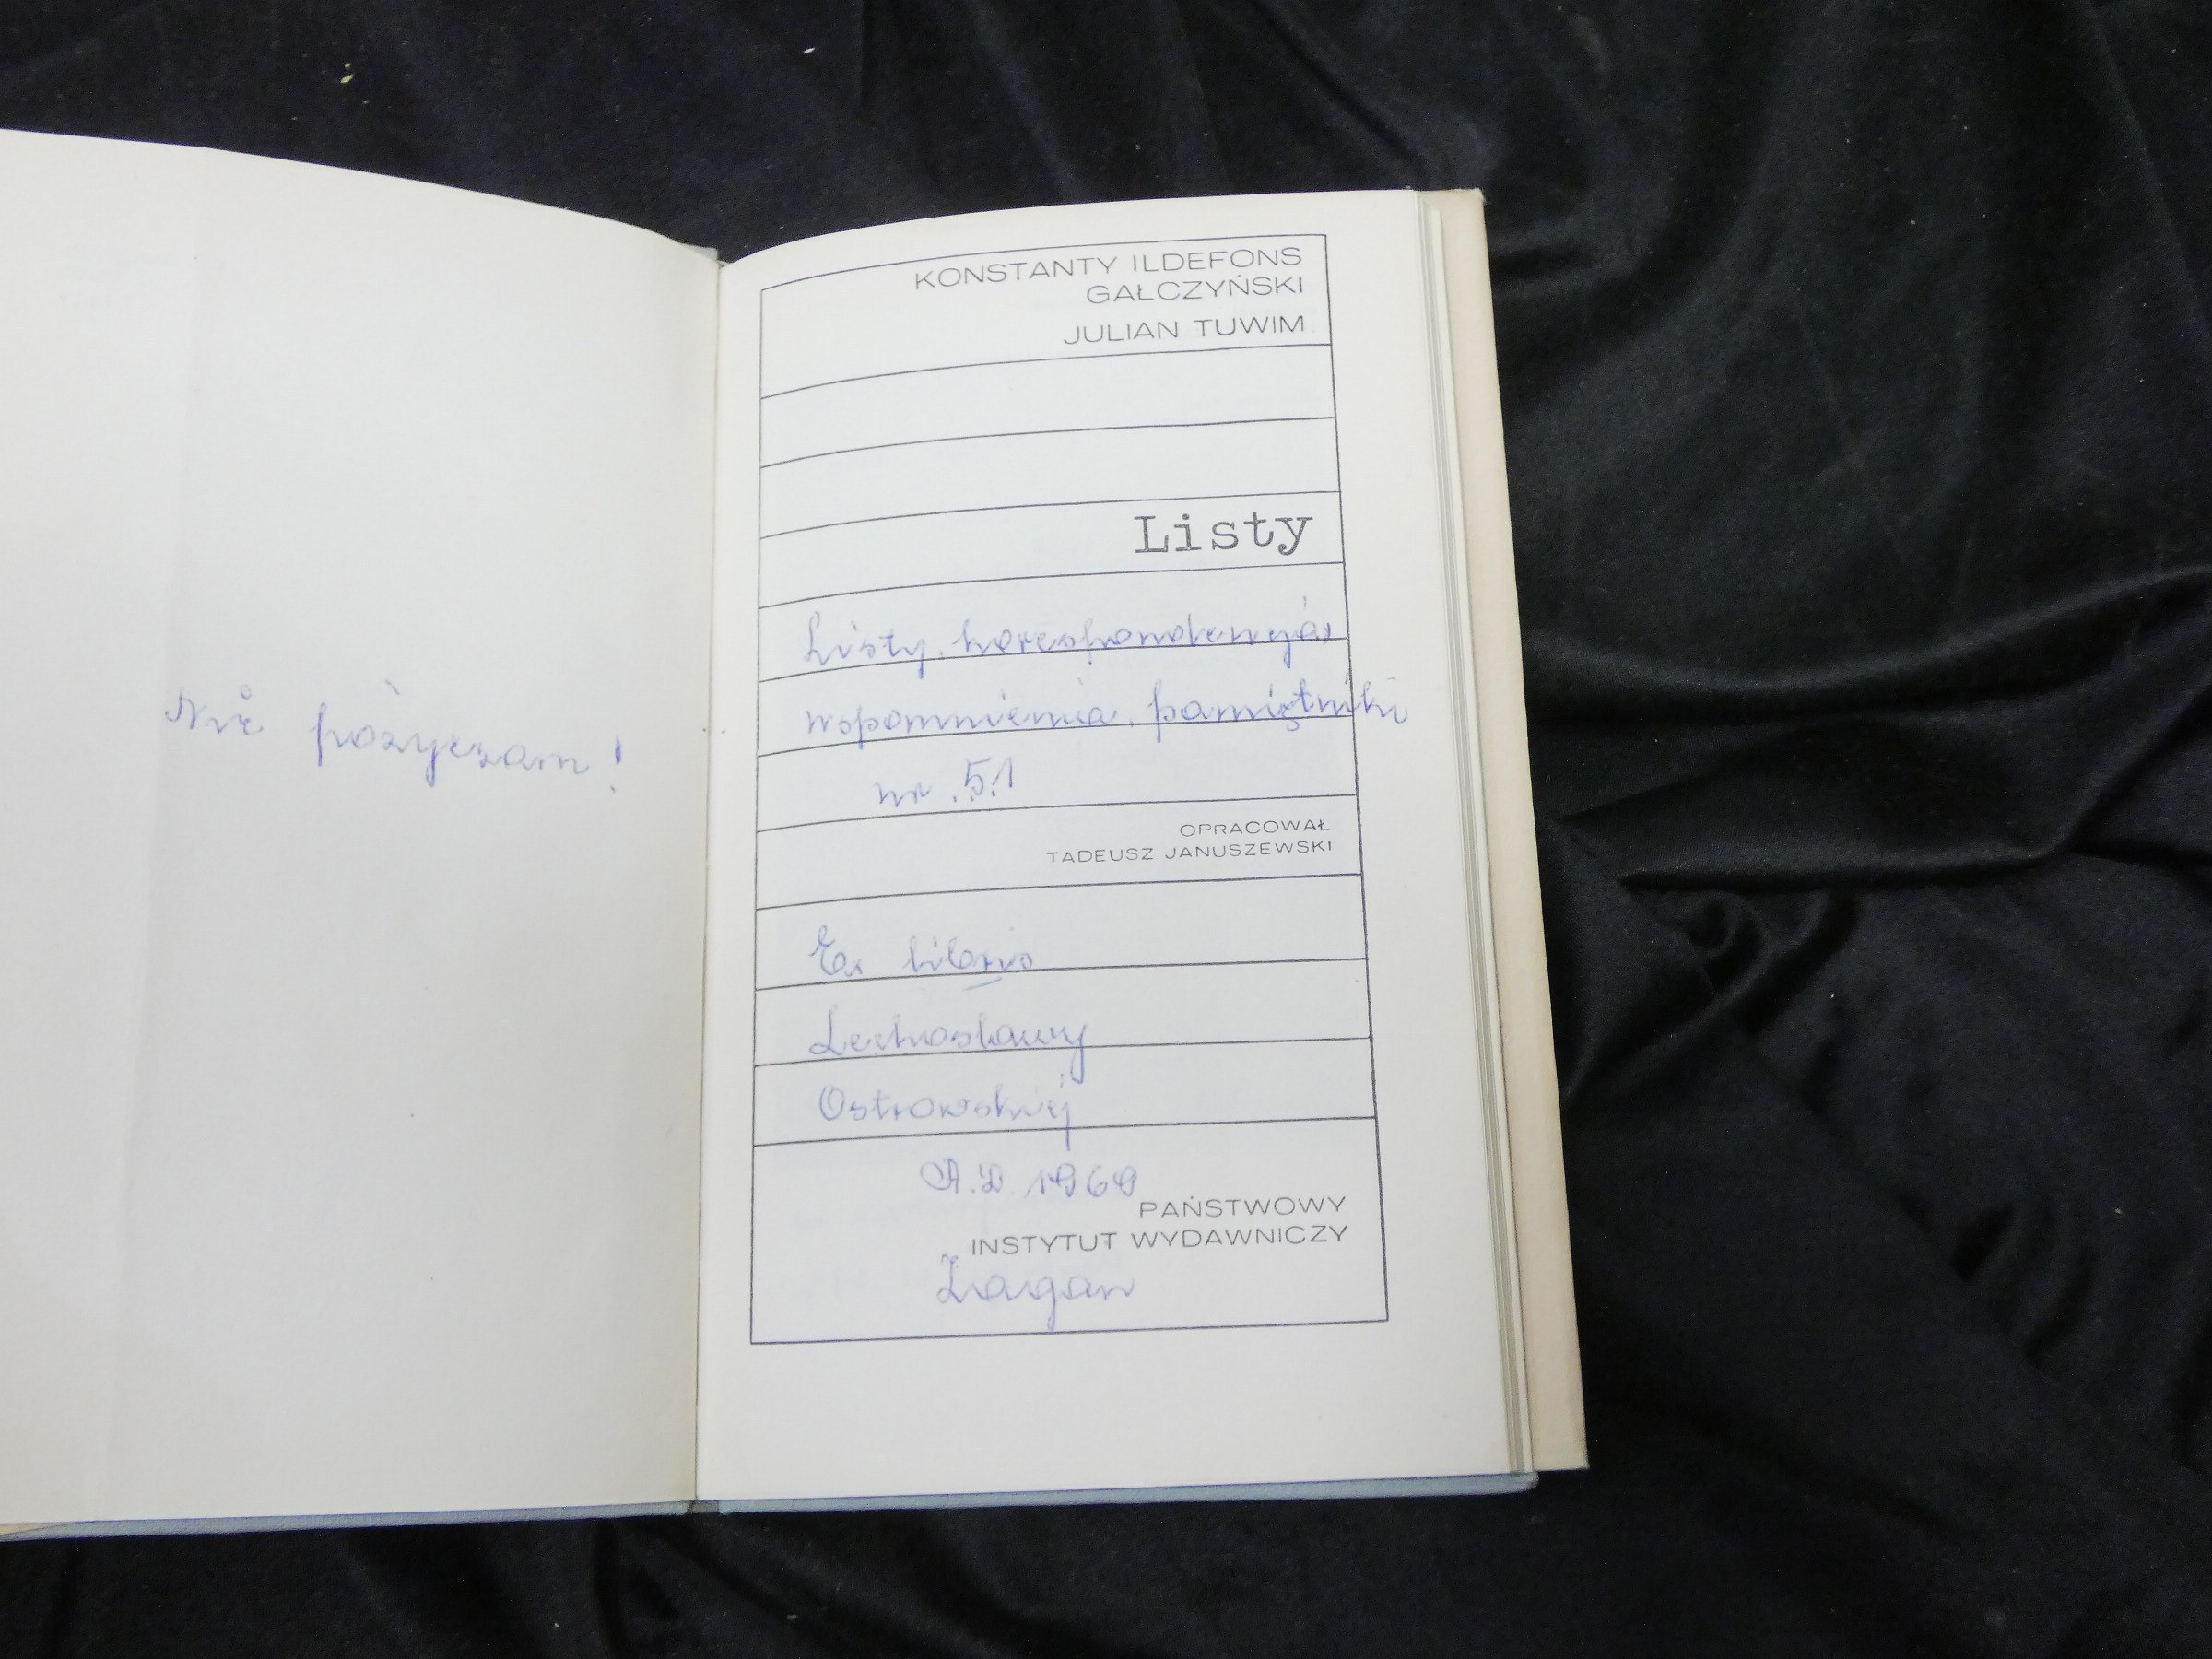 Nie pożyczam!
KONSTANTY ILDEFONS
GAŁCZYŃSKI
JULIAN TUWIM
Listy
Listy, korespondencja,
wspomnienia, pamiętniki
nr 51
OPRACOWAŁ
TADEUSZ JANUSZEWSKI
Ex libris
Lechosławy
Ostrowskiej
A.D. 1969
PAŃSTWOWY
INSTYTUT WYDAWNICZY
Żagań